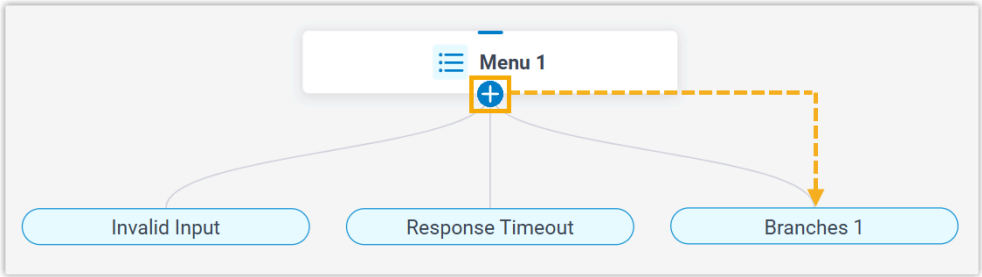 Menu 1
Invalid Input
Response Timeout
Branches 1